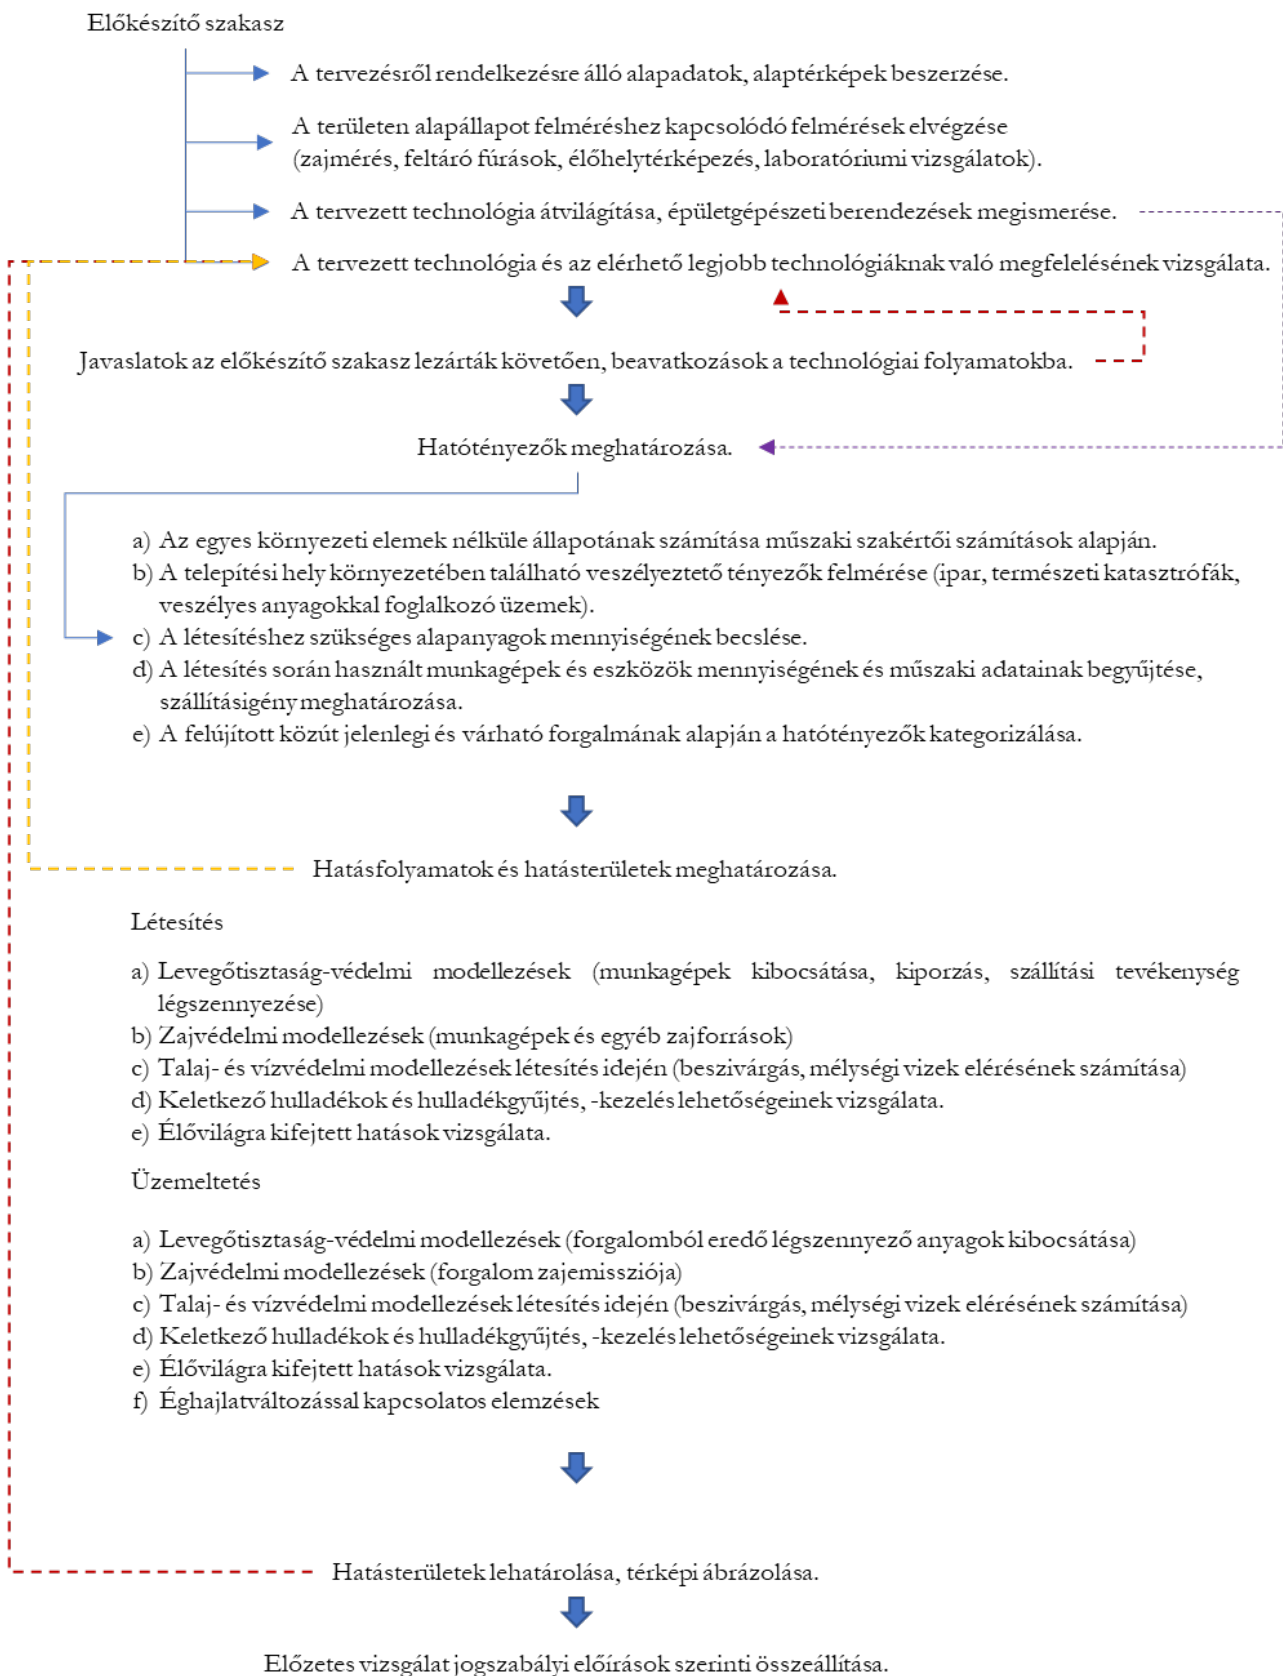 Előkészítő szakasz
A tervezésről rendelkezésre álló alapadatok, alaptérképek beszerzése.
A területen alapállapot felméréshez kapcsolódó felmérések elvégzése
(zajmérés, feltáró fúrások, élőhelytérképezés, laboratóriumi vizsgálatok).
A tervezett technológia átvilágítása, épületgépészeti berendezések megismerése.
A tervezett technológia és az elérhető legjobb technológiáknak való megfelelésének vizsgálata.
Javaslatok az előkészítő szakasz lezárták követően, beavatkozások a technológiai folyamatokba.
Hatótényezők meghatározása.
a) Az egyes környezeti elemek nélküle állapotának számítása műszaki szakértői számítások alapján.
b) A telepítési hely környezetében található veszélyeztető tényezők felmérése (ipar, természeti katasztrófák,
veszélyes anyagokkal foglalkozó üzemek).
c) A létesítéshez szükséges alapanyagok mennyiségének becslése.
d) A létesítés során használt munkagépek és eszközök mennyiségének és műszaki adatainak begyűjtése,
szállításigény meghatározása.
e) A felújított közút jelenlegi és várható forgalmának alapján a hatótényezők kategorizálása.
Hatásfolyamatok és hatásterületek meghatározása.
Létesítés
a) Levegőtisztaság-védelmi modellezések (munkagépek kibocsátása, kiporzás, szállítási tevékenység
légszennyezése)
b) Zajvédelmi modellezések (munkagépek és egyéb zajforrások)
c) Talaj- és vízvédelmi modellezések létesítés idején (beszivárgás, mélységi vizek elérésének számítása)
d) Keletkező hulladékok és hulladékgyűjtés, -kezelés lehetőségeinek vizsgálata.
e) Élővilágra kifejtett hatások vizsgálata.
Üzemeltetés
a) Levegőtisztaság-védelmi modellezések (forgalomból eredő légszennyező anyagok kibocsátása)
b) Zajvédelmi modellezések (forgalom zajemissziója)
c) Talaj- és vízvédelmi modellezések létesítés idején (beszivárgás, mélységi vizek elérésének számítása)
d) Keletkező hulladékok és hulladékgyűjtés, -kezelés lehetőségeinek vizsgálata.
e) Élővilágra kifejtett hatások vizsgálata.
f) Éghajlatváltozással kapcsolatos elemzések
Hatásterületek lehatárolása, térképi ábrázolása.
Előzetes vizsgálat jogszabályi előírások szerinti összeállítása.